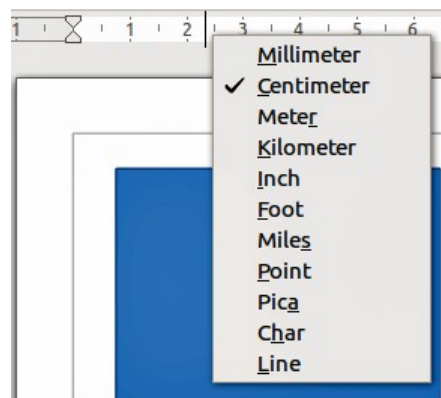 1 1 2 3 4 5 6
Millimeter
Centimeter
Meter
Kilometer
Inch
Foot
Miles
Point
Pica
Char
Line